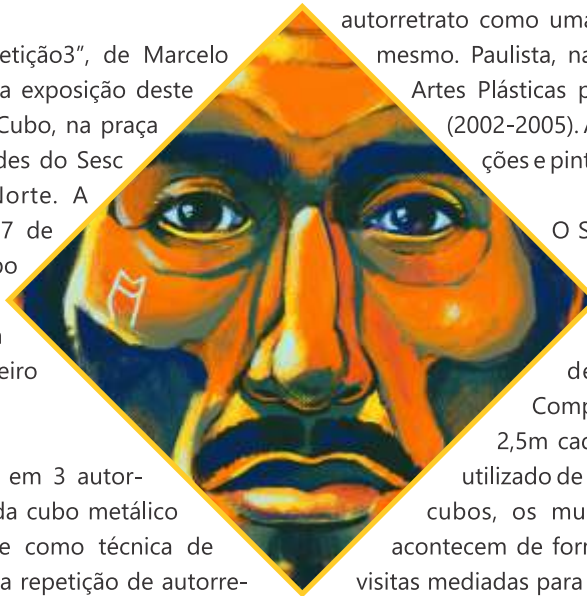 etição3”, de Marcelo
a exposição deste
Cubo, na praça
des do Sesc
Norte. A
7 de
po
eiro
em 3 autor-
da cubo metálico
e como técnica de
a repetição de autorre-
autorretrato como uma
mesmo. Paulista, na
Artes Plásticas p
(2002-2005). A
ções e pint
O S
de
Comp
2,5m cad
utilizado de
cubos, os mu
acontecem de for
visitas mediadas para